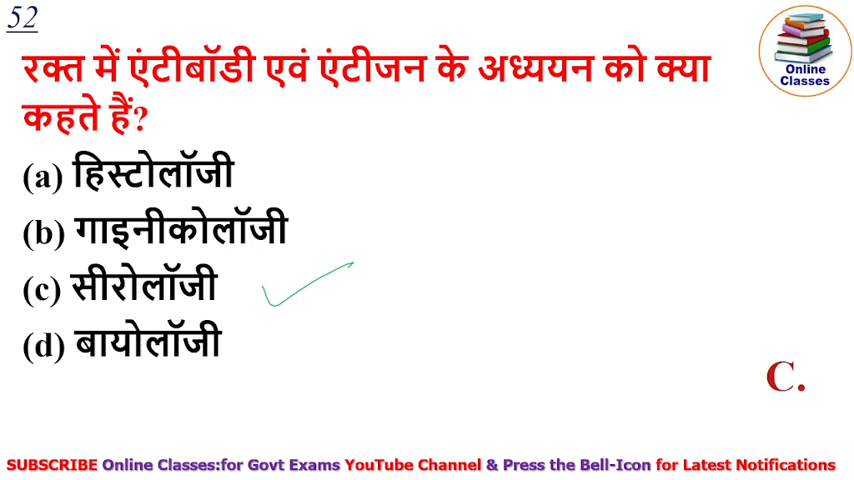 52
Online
Classes
रक्त में एंटीबॉडी एवं एंटीजन के अध्ययन को क्या
कहते हैं?
(a) हिस्टोलॉजी
(b) गाइनीकोलॉजी
(c) सीरोलॉजी
(d) बायोलॉजी
C.
SUBSCRIBE Online Classes:for Govt Exams YouTube Channel & Press the Bell-Icon for Latest Notifications